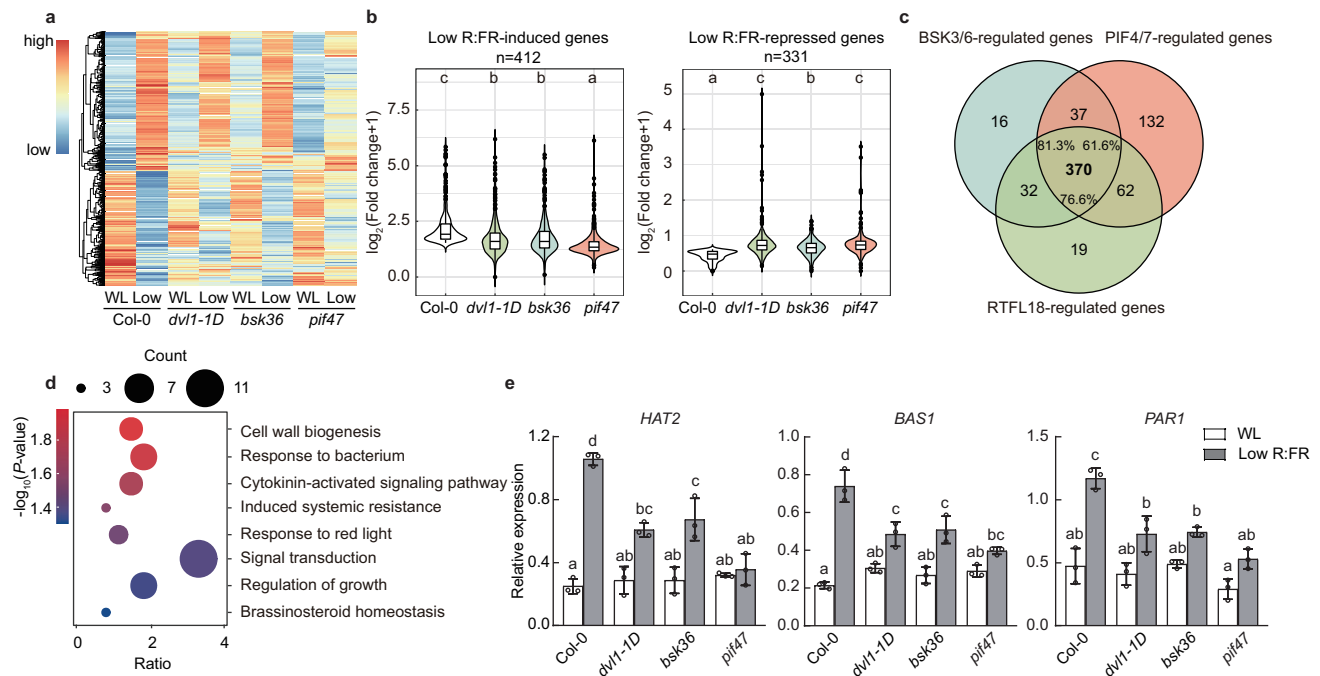 a
high
low
WL Low WL Low WL Low WL Low
Col-0 dvl1-1D bsk36 pif47
b
Low R:FR-induced genes
n=412
c b b a
log2(Fold change+1)
7.5
5.0
2.5
0.0
Col-0 dvl1-1D bsk36 pif47
Low R:FR-repressed genes
n=331
a c b c
log2(Fold change+1)
5
4
3
2
1
0
Col-0 dvl1-1D bsk36 pif47
c
BSK3/6-regulated genes PIF4/7-regulated genes
16 37 132
81.3% 61.6%
370
32 62
76.6%
19
RTFL18-regulated genes
d
Count
3 7 11
-log10(P-value)
1.8
1.6
1.4
Cell wall biogenesis
Response to bacterium
Cytokinin-activated signaling pathway
Induced systemic resistance
Response to red light
Signal transduction
Regulation of growth
Brassinosteroid homeostasis
0 2 4
Ratio
e
Relative expression
HAT2
1.2
0.8
0.4
0.0
a d ab bc ab c ab ab
Col-0 dvl1-1D bsk36 pif47
BAS1
1.0
0.8
0.6
0.4
0.2
0.0
a d ab c ab c ab bc
Col-0 dvl1-1D bsk36 pif47
PAR1
1.5
1.0
0.5
0.0
ab c ab b ab b a ab
Col-0 dvl1-1D bsk36 pif47
WL
Low R:FR